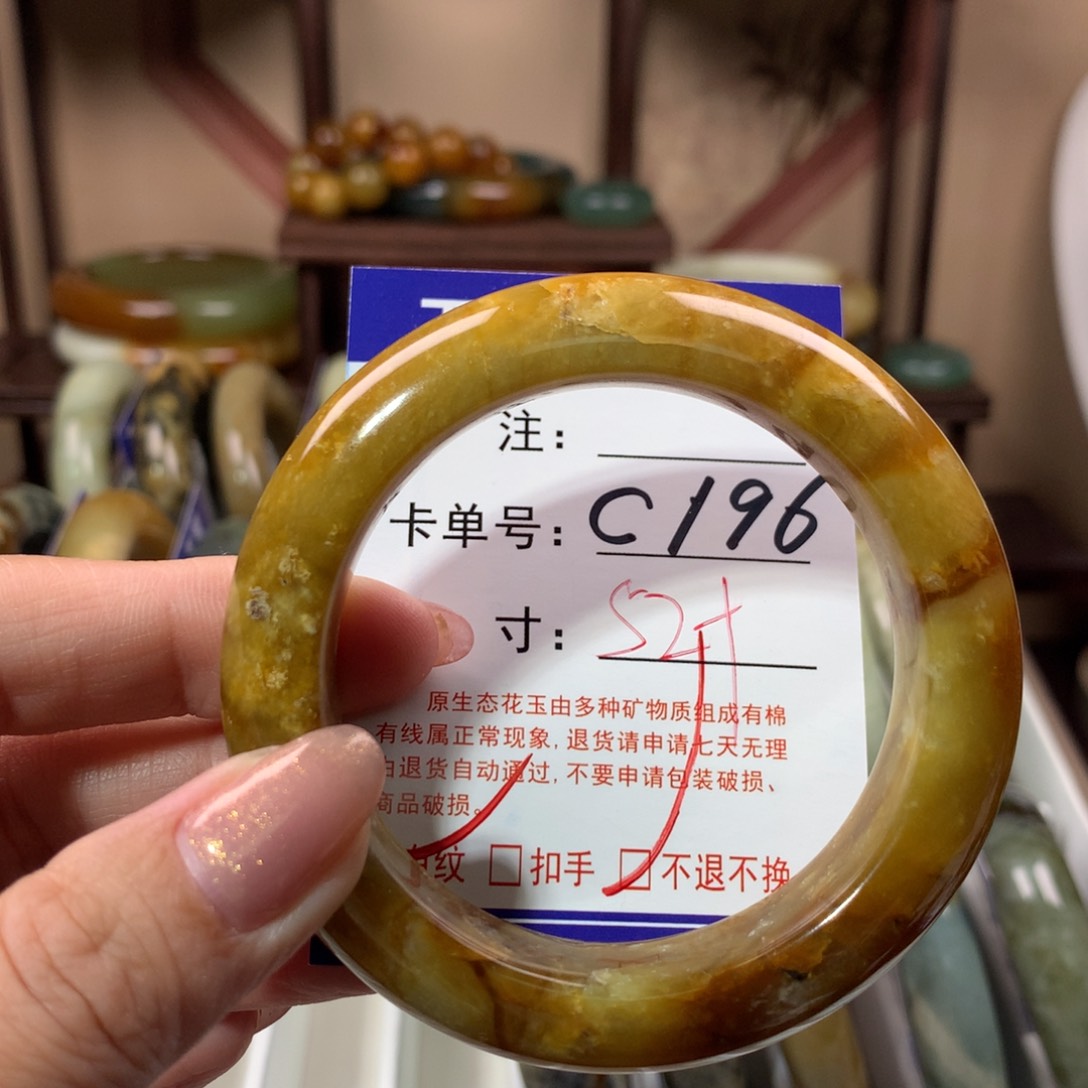 注：
卡单号： C196
寸： 52+
原生态花玉由多种矿物质组成有棉
有线属正常现象，退货请申请七天无理
由退货自动通过，不要申请包装破损、
商品破损。
有纹 □扣手 □不退不换